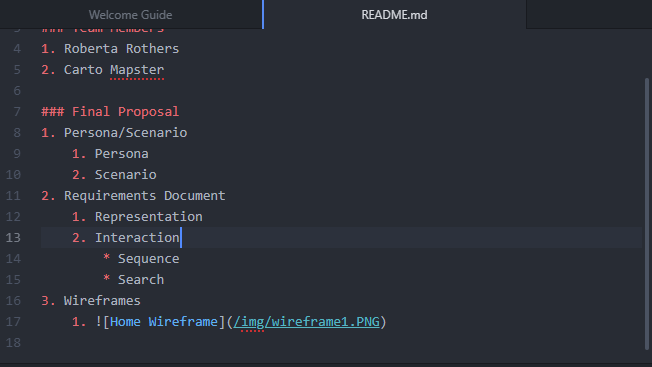 Welcome Guide README.md
3 ### Team Members
4 1. Roberta Rothers
5 2. Carto Mapster
6
7 ### Final Proposal
8 1. Persona/Scenario
9 1. Persona
10 2. Scenario
11 2. Requirements Document
12 1. Representation
13 2. Interaction
14 * Sequence
15 * Search
16 3. Wireframes
17 1. ![Home Wireframe](/img/wireframe1.PNG)
18